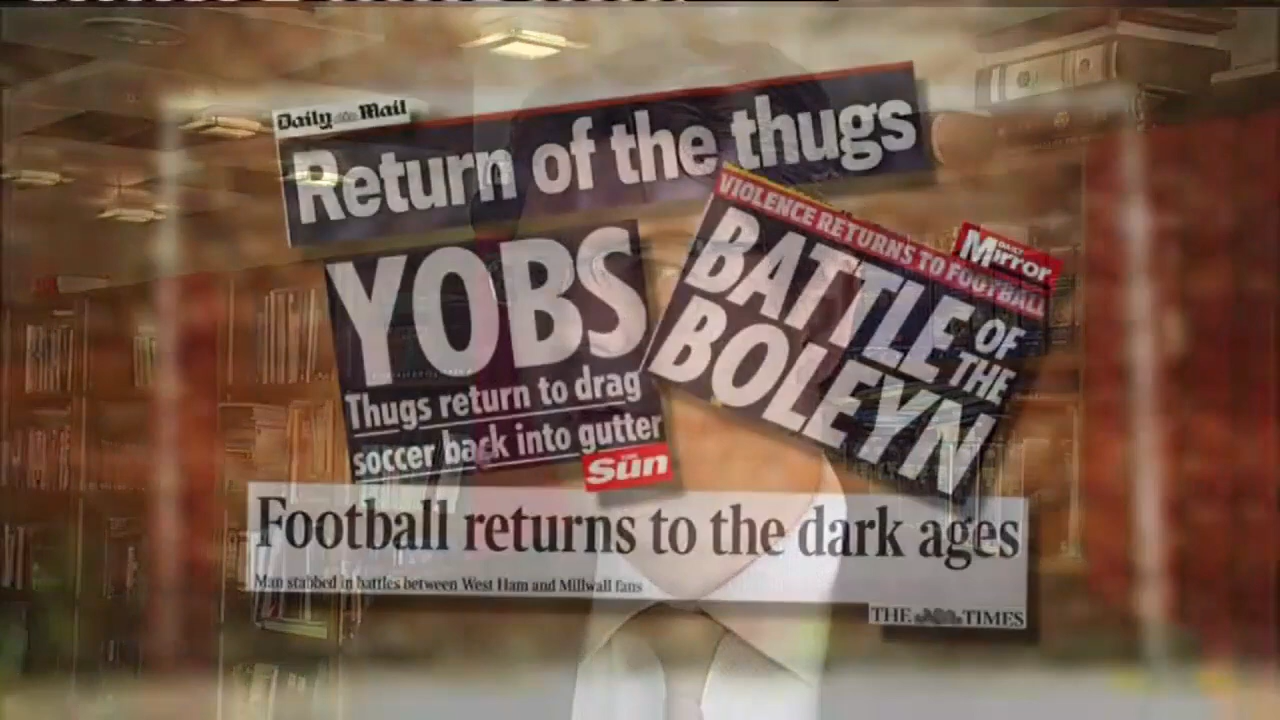 Daily Mail
Return of the thugs
YOBS
Thugs return to drag
soccer back into gutter
THE Sun
VIOLENCE RETURNS TO FOOTBALL
DAILY Mirror
BATTLE OF THE
BOLEYN
Football returns to the dark ages
Man stabbed in battles between West Ham and Millwall fans
THE TIMES